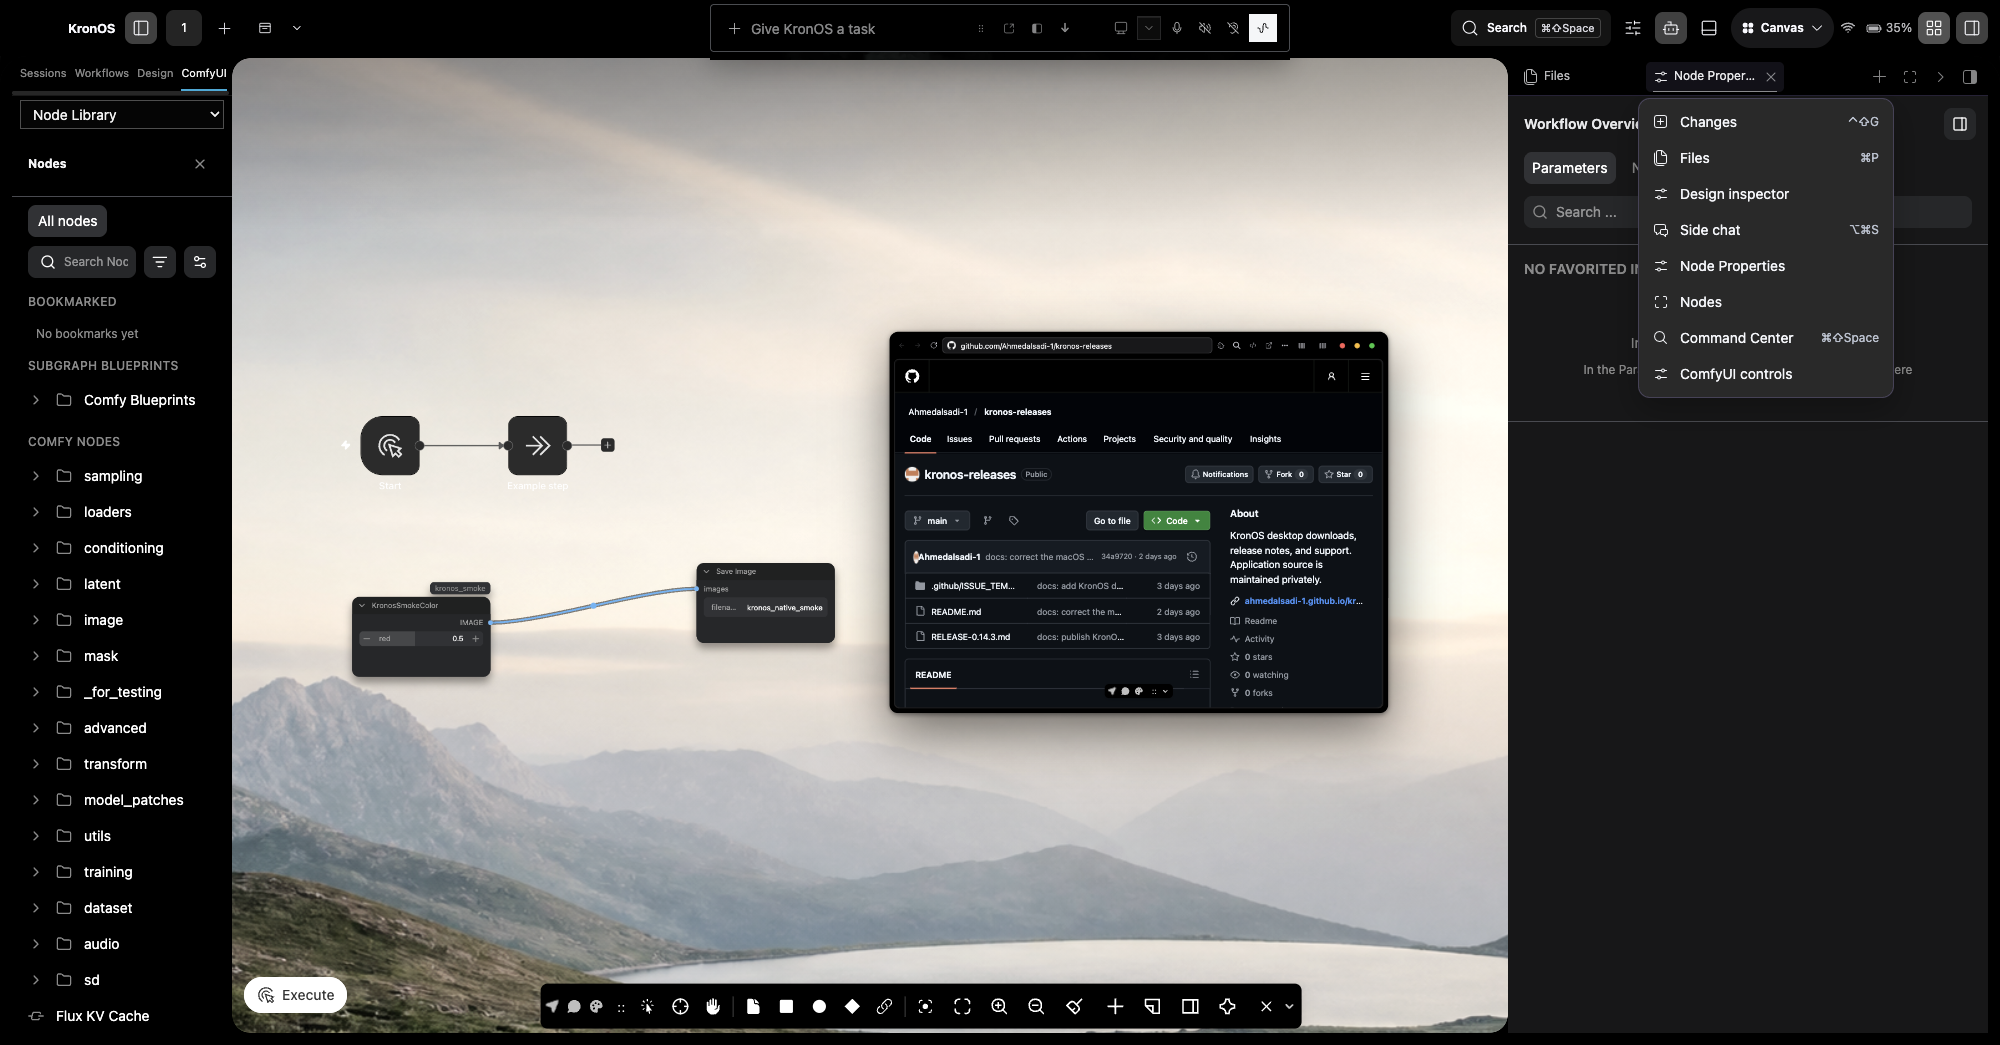 KronOS
1
Give KronOS a task
Search ⌘⇧Space
Canvas
35%
Sessions Workflows Design ComfyUI
Node Library
Nodes
All nodes
Search Noc
BOOKMARKED
No bookmarks yet
SUBGRAPH BLUEPRINTS
Comfy Blueprints
COMFY NODES
sampling
loaders
conditioning
latent
image
mask
_for_testing
advanced
transform
model_patches
utils
training
dataset
audio
sd
Flux KV Cache
Start
Example step
kronos_smoke
KronosSmokeColor
IMAGE
red 0.5
Save Image
images
filena... kronos_native_smoke
github.com/Ahmedalsadi-1/kronos-releases
Ahmedalsadi-1 / kronos-releases
Code Issues Pull requests Actions Projects Security and quality Insights
kronos-releases Public
Notifications Fork 0 Star 0
main
Go to file Code
Ahmedalsadi-1 docs: correct the macOS ... 34a9720 · 2 days ago
.github/ISSUE_TEM... docs: add KronOS d... 3 days ago
README.md docs: correct the m... 2 days ago
RELEASE-0.14.3.md docs: publish KronO... 3 days ago
README
About
KronOS desktop downloads,
release notes, and support.
Application source is
maintained privately.
ahmedalsadi-1.github.io/kr...
Readme
Activity
0 stars
0 watching
0 forks
Execute
Files
Node Proper...
Workflow Overvi
Parameters
Search ...
NO FAVORITED
In the Par
ere
Changes ^⇧G
Files ⌘P
Design inspector
Side chat ⌥⌘S
Node Properties
Nodes
Command Center ⌘⇧Space
ComfyUI controls